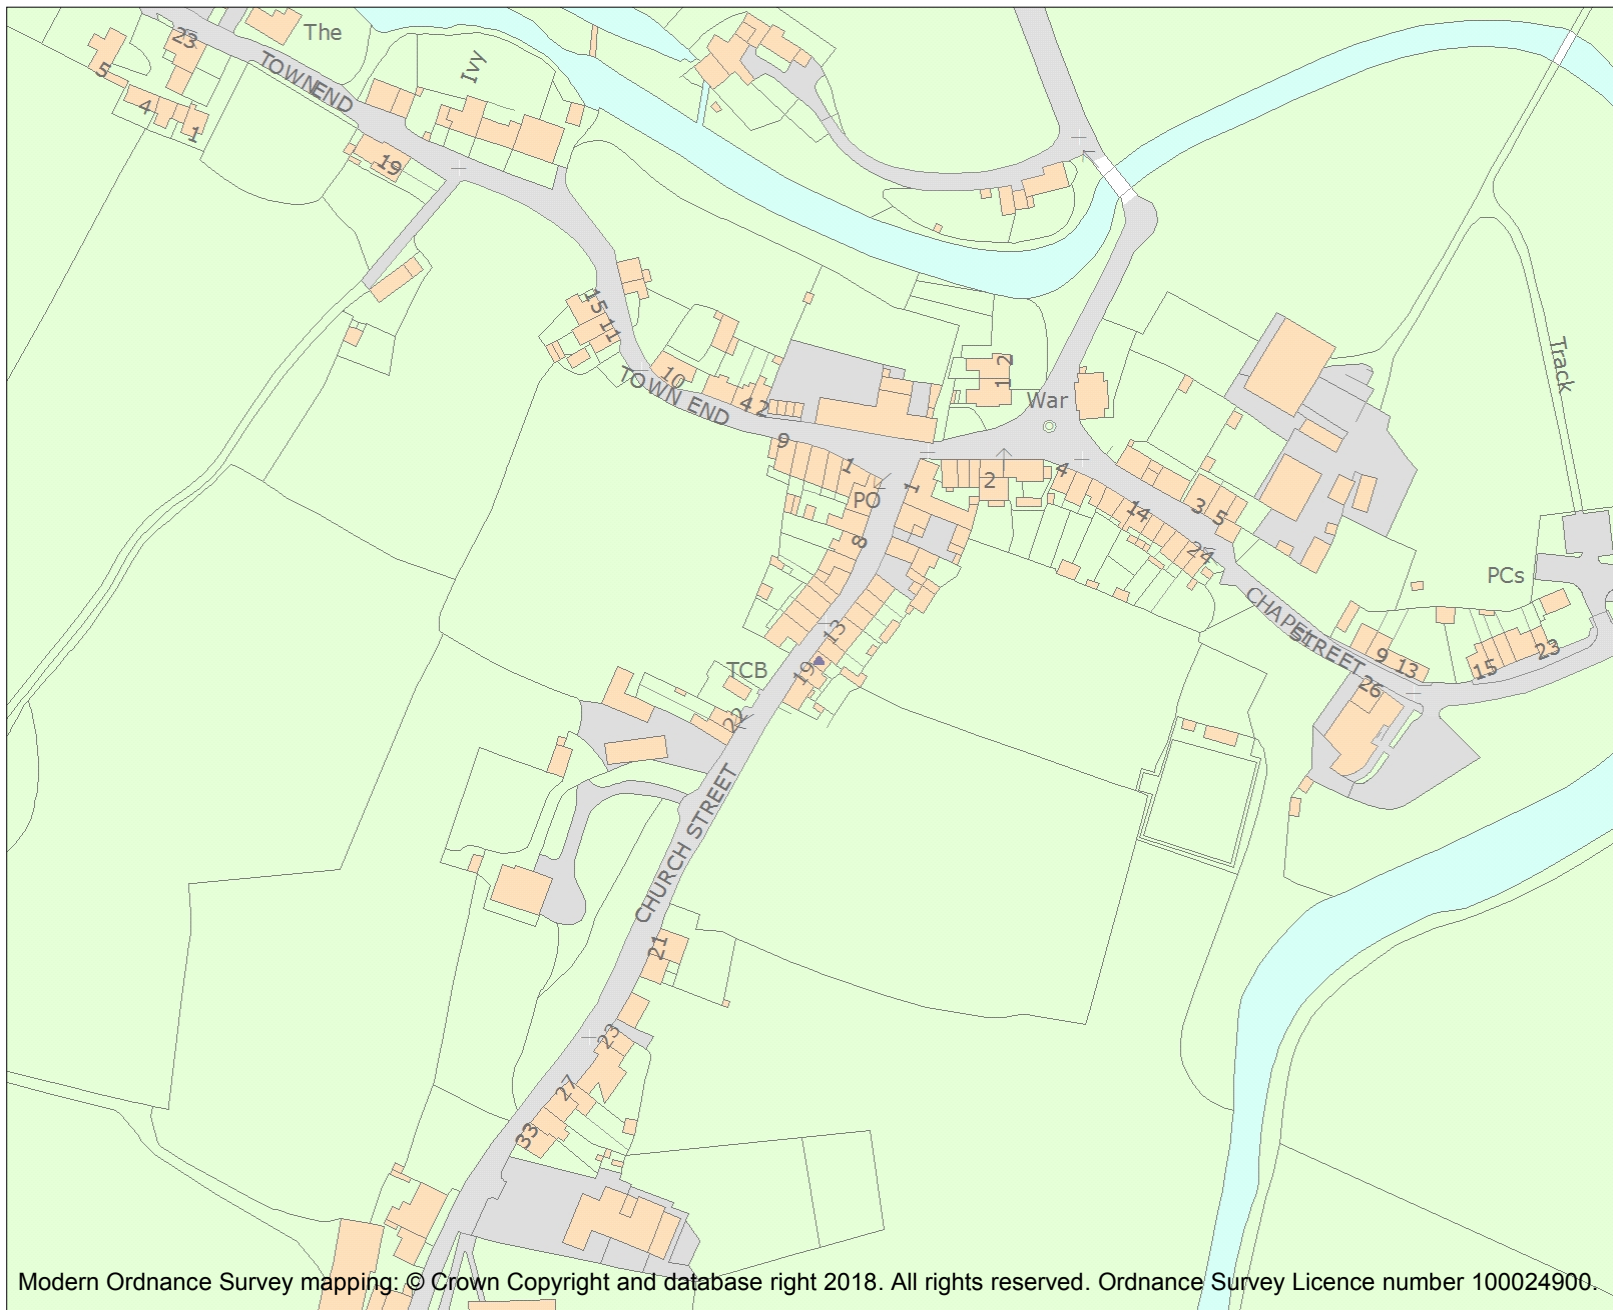 The
23
TOWN END
Ivy
5
4
1
19
15
11
10
TOWN END
4 2
9
1
PO
1 2
War
Track
1
2
4
14
3 5
24
8
PCs
CHAPEL STREET
13
19
TCB
22
9 13
15
23
26
CHURCH STREET
21
23
27
33
Modern Ordnance Survey mapping: © Crown Copyright and database right 2018. All rights reserved. Ordnance Survey Licence number 100024900.